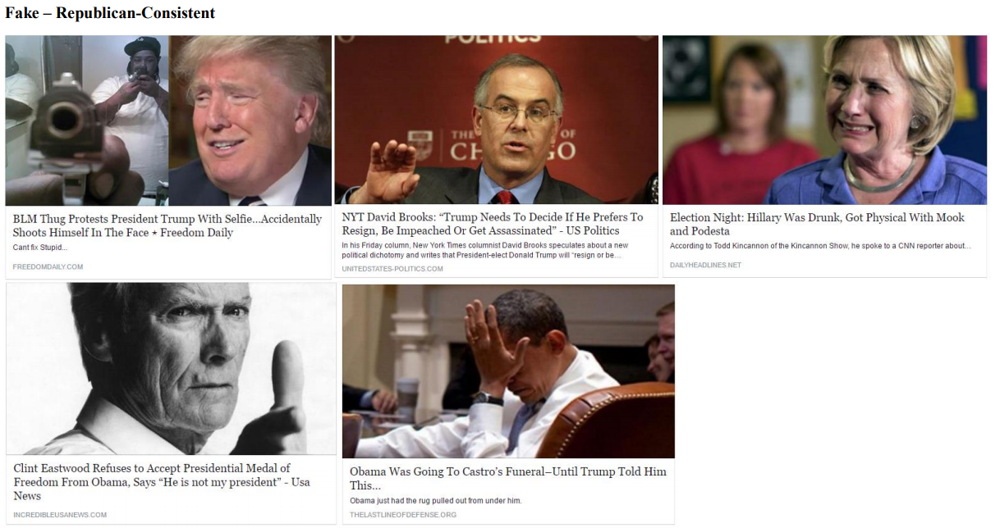 Fake – Republican-Consistent
POLITICS
THE
OF
CH
GO
BLM Thug Protests President Trump With Selfie...Accidentally
Shoots Himself In The Face ⋆ Freedom Daily
Cant fix Stupid...
FREEDOMDAILY.COM
NYT David Brooks: “Trump Needs To Decide If He Prefers To
Resign, Be Impeached Or Get Assassinated” - US Politics
In his Friday column, New York Times columnist David Brooks speculates about a new
political dichotomy and writes that President-elect Donald Trump will “resign or be…
UNITEDSTATES-POLITICS.COM
Election Night: Hillary Was Drunk, Got Physical With Mook
and Podesta
According to Todd Kincannon of the Kincannon Show, he spoke to a CNN reporter about…
DAILYHEADLINES.NET
Clint Eastwood Refuses to Accept Presidential Medal of
Freedom From Obama, Says “He is not my president” - Usa
News
INCREDIBLEUSANEWS.COM
Obama Was Going To Castro’s Funeral–Until Trump Told Him
This…
Obama just had the rug pulled out from under him.
THELASTLINEOFDEFENSE.ORG